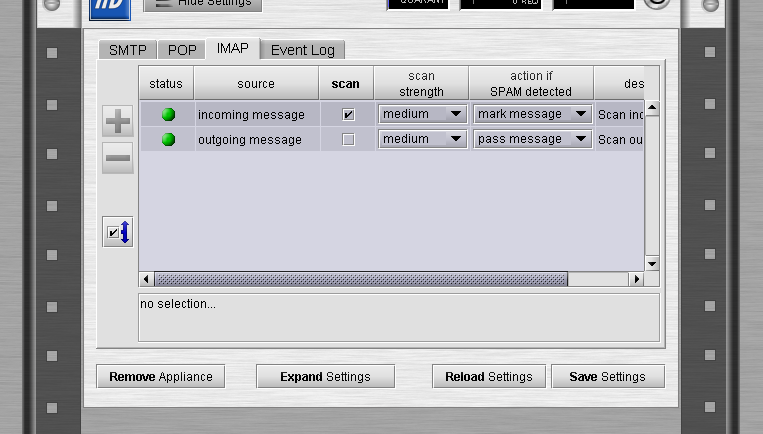 Hide Settings
QUARANT
0 REQ
SMTP POP IMAP Event Log
status source scan scan strength action if SPAM detected des
incoming message medium mark message Scan inc
outgoing message medium pass message Scan ou
no selection...
Remove Appliance Expand Settings Reload Settings Save Settings